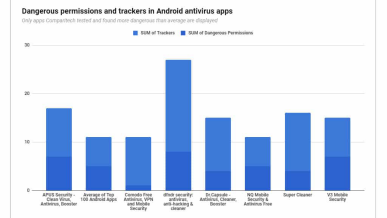 Dangerous permissions and trackers in Android antivirus apps
Only apps Comparitech tested and found more dangerous than average are displayed
SUM of Trackers
SUM of Dangerous Permissions
30
20
10
0
APUS Security -
Clean Virus,
Antivirus, Booster
Average of Top
100 Android Apps
Comodo Free
Antivirus, VPN
and Mobile
Security
dfndr security:
antivirus,
anti-hacking &
cleaner
Dr.Capsule -
Antivirus, Cleaner,
Booster
NQ Mobile
Security &
Antivirus Free
Super Cleaner
V3 Mobile
Security